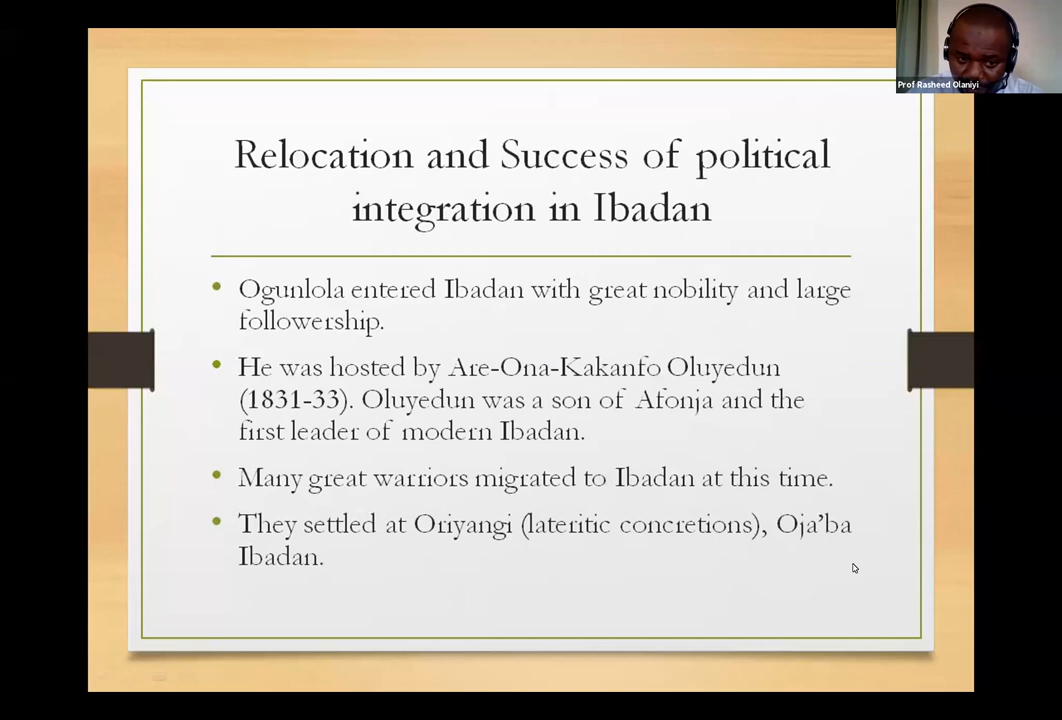 Prof Rasheed Olaniyi
Relocation and Success of political
integration in Ibadan
• Ogunlola entered Ibadan with great nobility and large
followership.
• He was hosted by Are-Ona-Kakanfo Oluyedun
(1831-33). Oluyedun was a son of Afonja and the
first leader of modern Ibadan.
• Many great warriors migrated to Ibadan at this time.
• They settled at Oriyangi (lateritic concretions), Oja’ba
Ibadan.